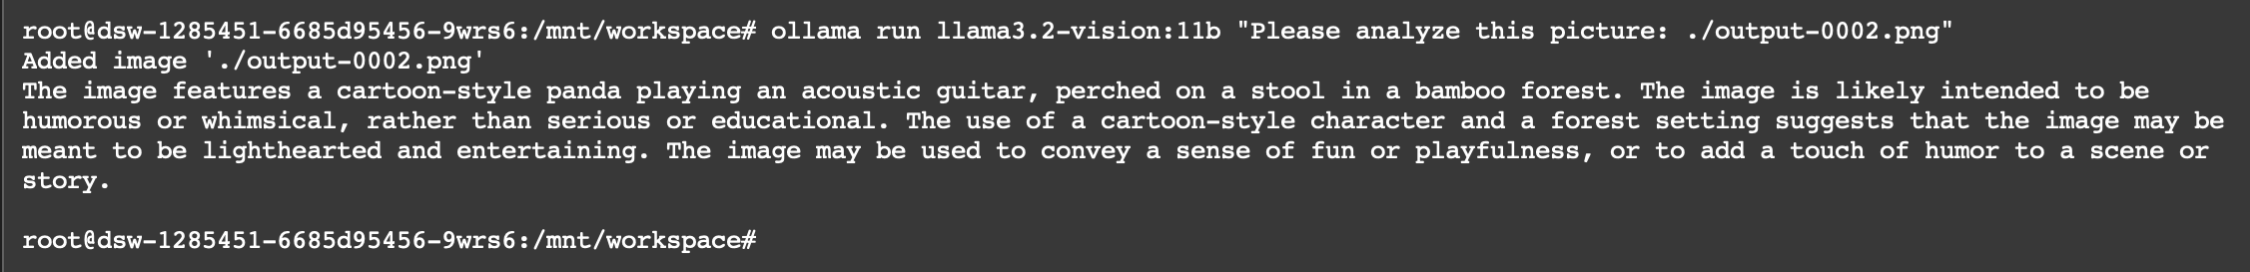 root@dsw-1285451-6685d95456-9wrs6:/mnt/workspace# ollama run llama3.2-vision:11b "Please analyze this picture: ./output-0002.png"
Added image './output-0002.png'
The image features a cartoon-style panda playing an acoustic guitar, perched on a stool in a bamboo forest. The image is likely intended to be
humorous or whimsical, rather than serious or educational. The use of a cartoon-style character and a forest setting suggests that the image may be
meant to be lighthearted and entertaining. The image may be used to convey a sense of fun or playfulness, or to add a touch of humor to a scene or
story.
root@dsw-1285451-6685d95456-9wrs6:/mnt/workspace#